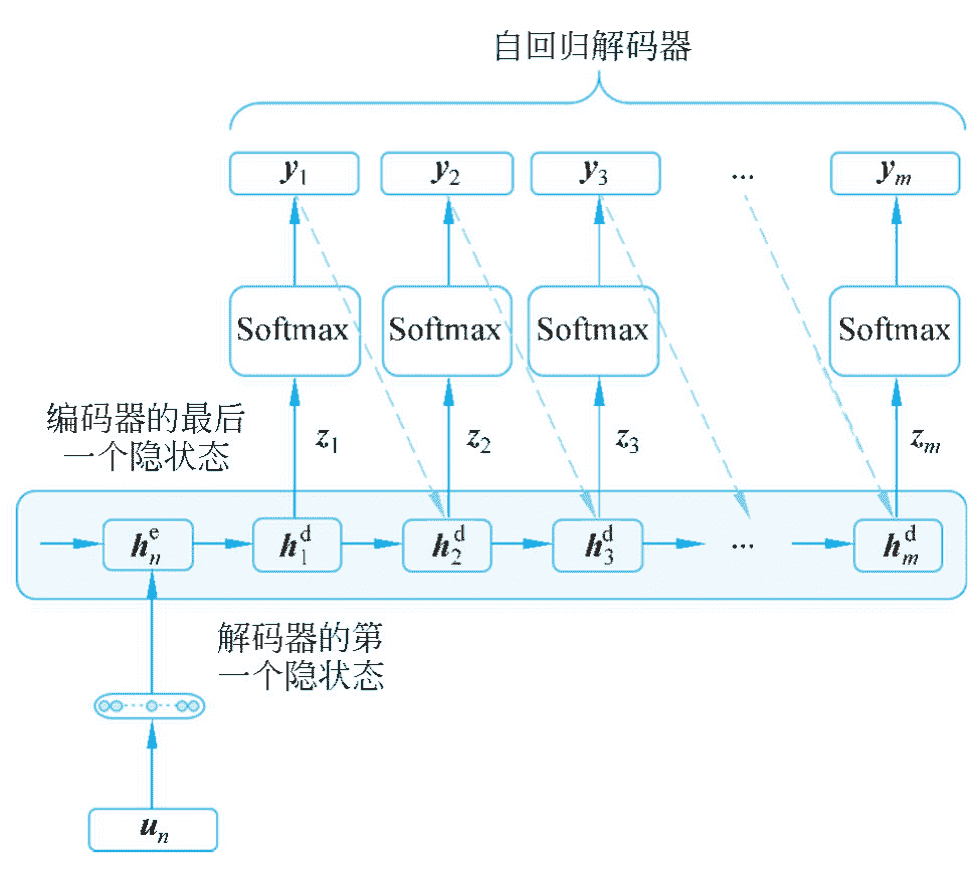 自回归解码器
y1 y2 y3 ... ym
Softmax Softmax Softmax Softmax
编码器的最后
一个隐状态
z1 z2 z3 zm
h^e_n h^d_1 h^d_2 h^d_3 ... h^d_m
解码器的第
一个隐状态
un